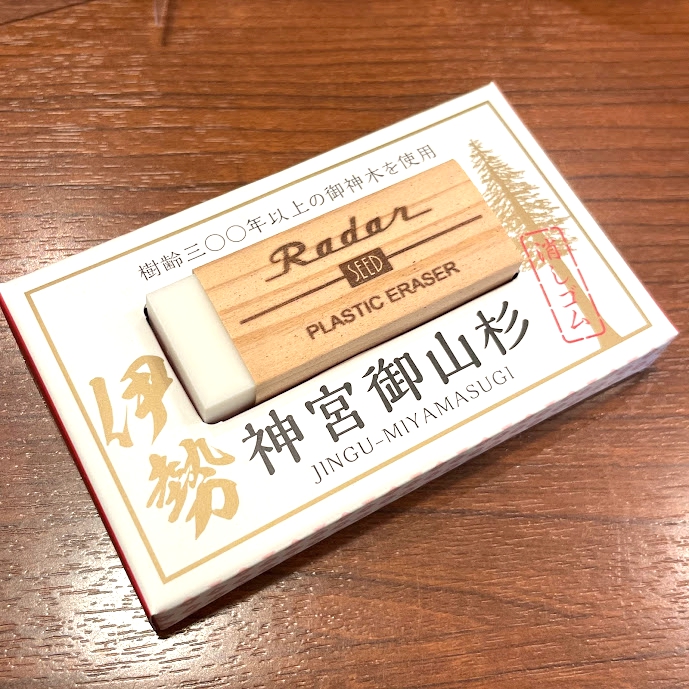 樹齢三〇〇年以上の御神木を使用
Radar
SEED
PLASTIC ERASER
消しゴム
伊勢
神宮御山杉
JINGU-MIYAMASUGI